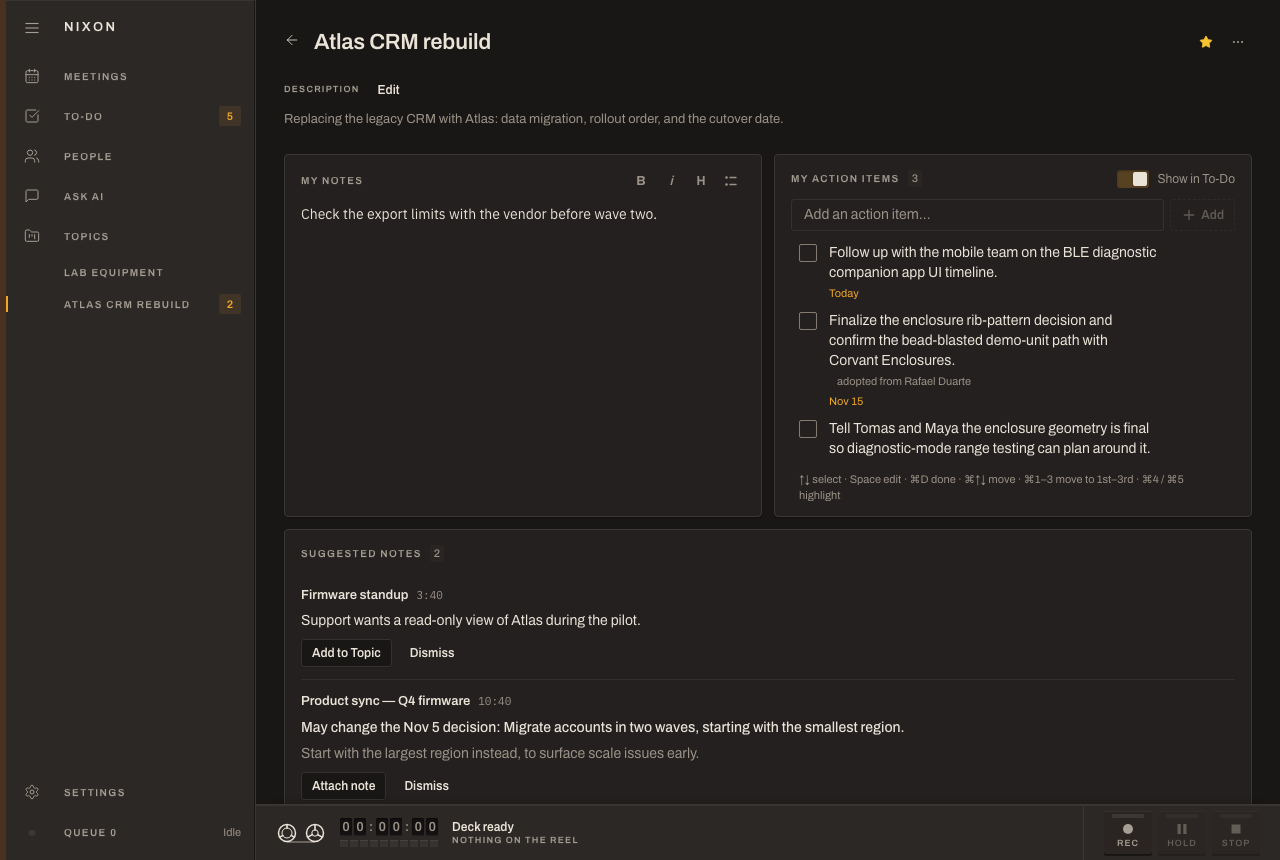 NIXON
MEETINGS
TO-DO 5
PEOPLE
ASK AI
TOPICS
LAB EQUIPMENT
ATLAS CRM REBUILD 2
SETTINGS
QUEUE 0 Idle
Atlas CRM rebuild
DESCRIPTION Edit
Replacing the legacy CRM with Atlas: data migration, rollout order, and the cutover date.
MY NOTES B i H
Check the export limits with the vendor before wave two.
MY ACTION ITEMS 3 Show in To-Do
Add an action item...
+ Add
Follow up with the mobile team on the BLE diagnostic
companion app UI timeline.
Today
Finalize the enclosure rib-pattern decision and
confirm the bead-blasted demo-unit path with
Corvant Enclosures.
adopted from Rafael Duarte
Nov 15
Tell Tomas and Maya the enclosure geometry is final
so diagnostic-mode range testing can plan around it.
↑↓ select · Space edit · ⌘D done · ⌘↑↓ move · ⌘1–3 move to 1st–3rd · ⌘4 / ⌘5
highlight
SUGGESTED NOTES 2
Firmware standup 3:40
Support wants a read-only view of Atlas during the pilot.
Add to Topic Dismiss
Product sync — Q4 firmware 10:40
May change the Nov 5 decision: Migrate accounts in two waves, starting with the smallest region.
Start with the largest region instead, to surface scale issues early.
Attach note Dismiss
00:00:00
Deck ready
NOTHING ON THE REEL
REC HOLD STOP